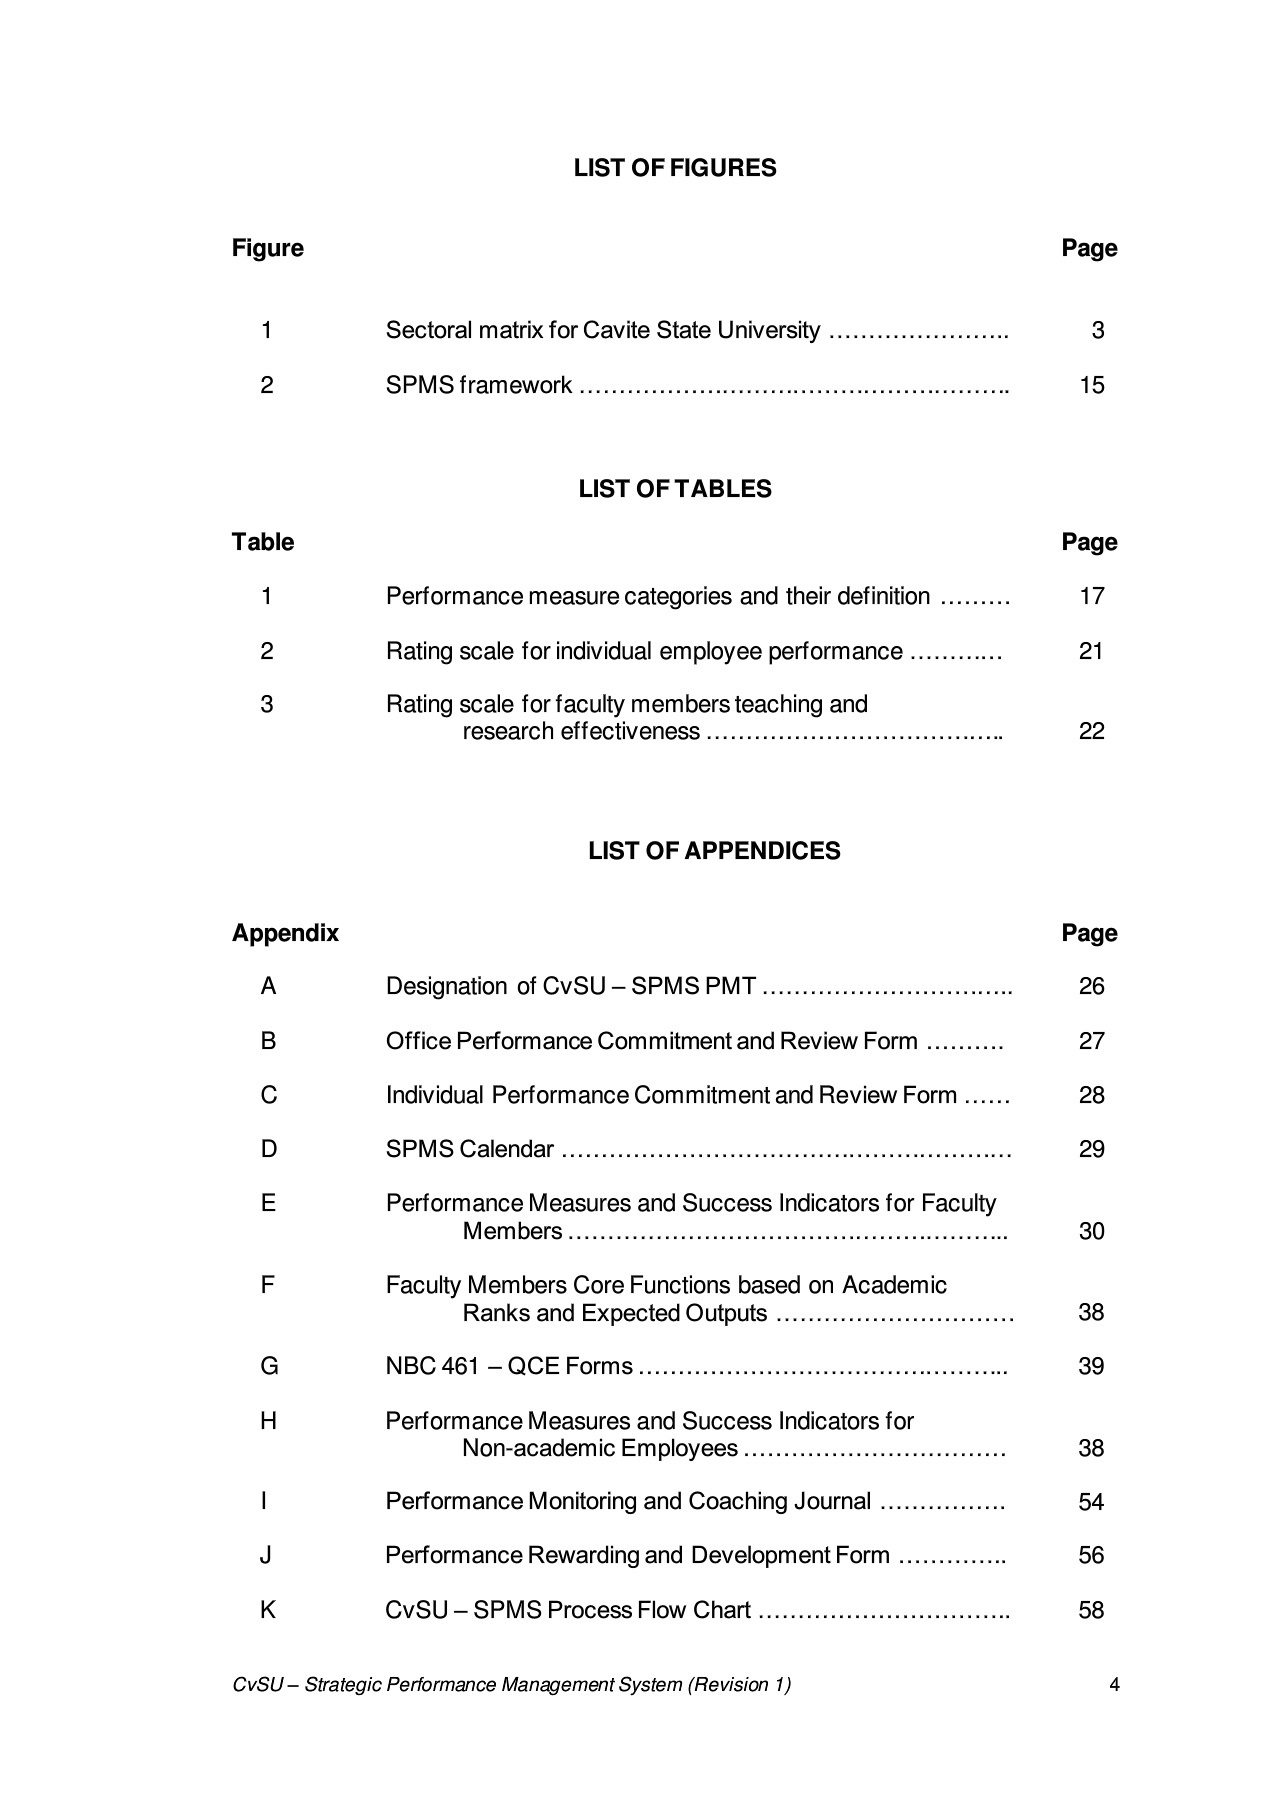 LIST OF FIGURES
Figure Page
1 Sectoral matrix for Cavite State University ………………….. 3
2 SPMS framework ……………………………………………….. 15
LIST OF TABLES
Table Page
1 Performance measure categories and their definition ……… 17
2 Rating scale for individual employee performance ………… 21
3 Rating scale for faculty members teaching and
research effectiveness ……………………………….. 22
LIST OF APPENDICES
Appendix Page
A Designation of CvSU – SPMS PMT ………………………….. 26
B Office Performance Commitment and Review Form ………. 27
C Individual Performance Commitment and Review Form …… 28
D SPMS Calendar ………………………………………………… 29
E Performance Measures and Success Indicators for Faculty
Members ………………………………………………... 30
F Faculty Members Core Functions based on Academic
Ranks and Expected Outputs ………………………… 38
G NBC 461 – QCE Forms ………………………………………... 39
H Performance Measures and Success Indicators for
Non-academic Employees …………………………… 38
I Performance Monitoring and Coaching Journal ……………. 54
J Performance Rewarding and Development Form ………….. 56
K CvSU – SPMS Process Flow Chart ………………………….. 58
CvSU – Strategic Performance Management System (Revision 1) 4